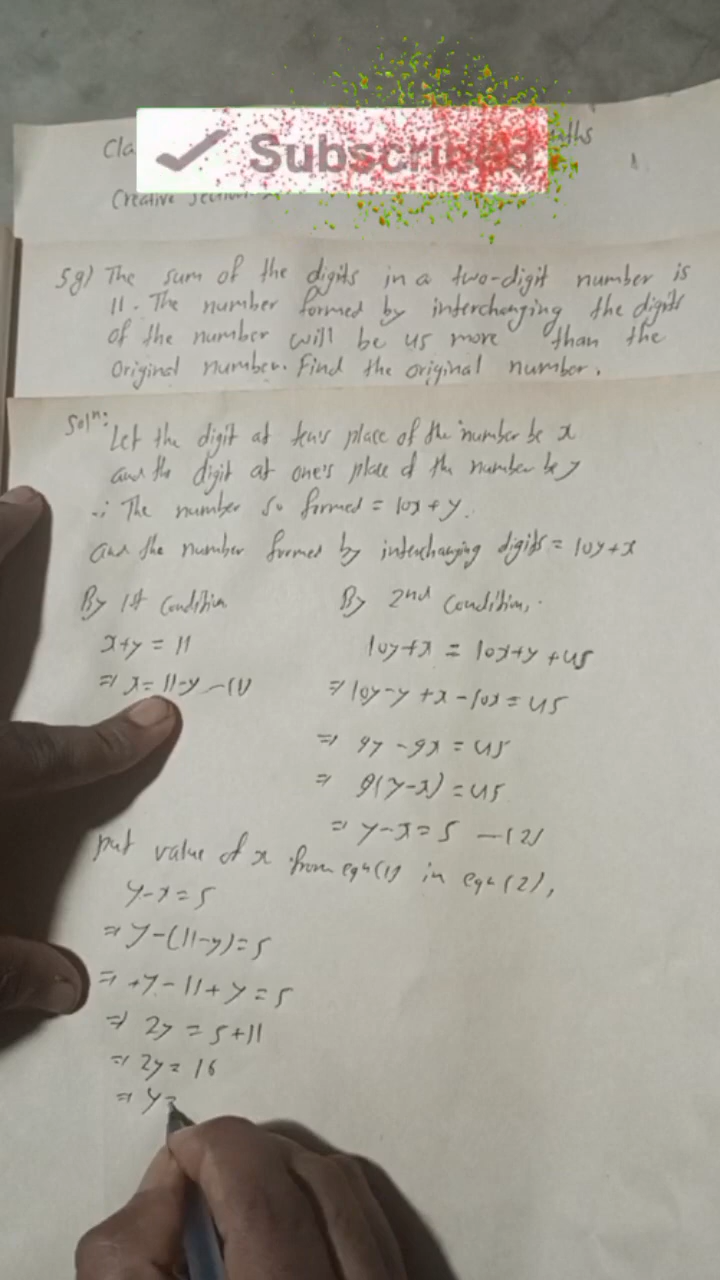 Cla
Subscribed
aths
Creative Section
5g) The sum of the digits in a two-digit number is
11. The number formed by interchanging the digits
of the number will be 45 more than the
Original number. Find the original number.
Solⁿ:
Let the digit at ten's place of the number be x
and the digit at one's place of the number be y
∴ The number so formed = 10x + y.
and the number formed by interchanging digits = 10y+x
By 1st Condition
x+y = 11
⇒ x = 11-y —(1)
By 2nd Condition,
10y+x = 10x+y +45
⇒ 10y-y +x -10x = 45
⇒ 9y -9x = 45
⇒ 9(y-x) = 45
⇒ y-x = 5 —(2)
put value of x from eqn(1) in eqn(2),
y-x = 5
⇒ y-(11-y)= 5
⇒ +y - 11 + y = 5
⇒ 2y = 5+11
⇒ 2y = 16
⇒ y=